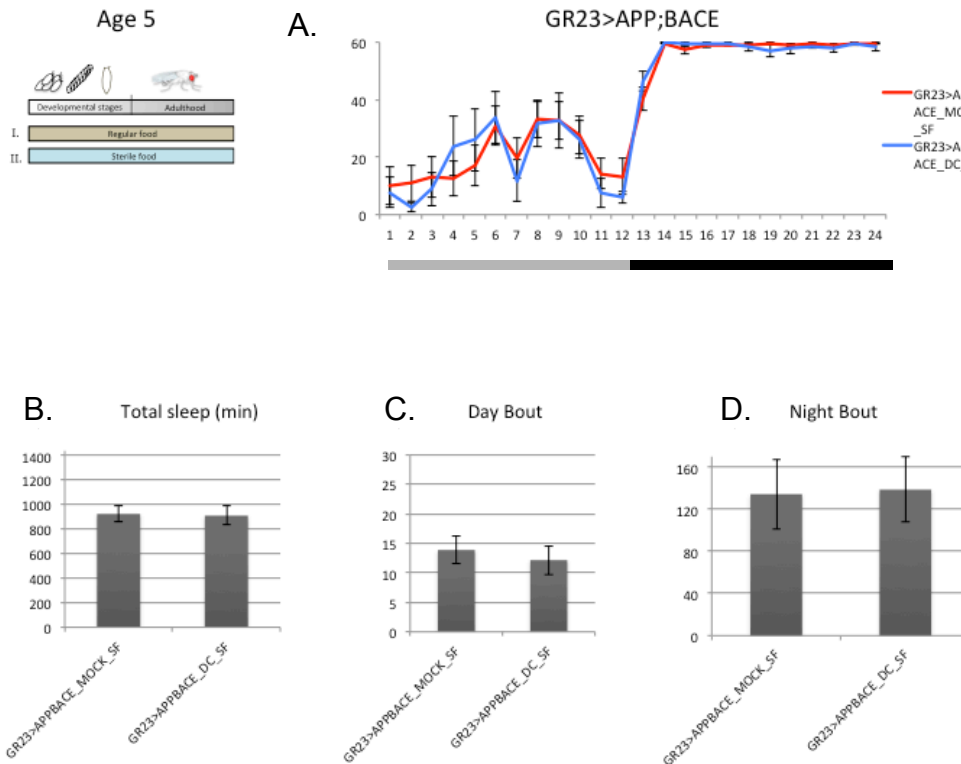 Age 5
Developmental stages Adulthood
I. Regular food
II. Sterile food
A. GR23>APP;BACE
60
40
20
0
1 2 3 4 5 6 7 8 9 10 11 12 13 14 15 16 17 18 19 20 21 22 23 24
GR23>A
ACE_MO
_SF
GR23>A
ACE_DC
B. Total sleep (min)
1400
1200
1000
800
600
400
200
0
GR23>APPBACE_MOCK_SF
GR23>APPBACE_DC_SF
C. Day Bout
30
25
20
15
10
5
0
GR23>APPBACE_MOCK_SF
GR23>APPBACE_DC_SF
D. Night Bout
160
120
80
40
0
GR23>APPBACE_MOCK_SF
GR23>APPBACE_DC_SF